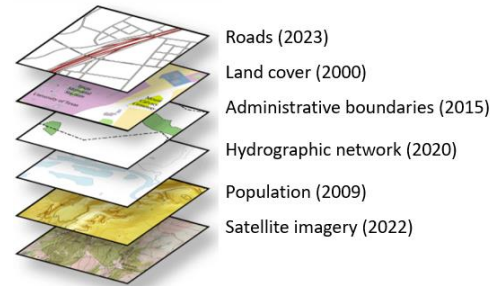 Roads (2023)
Land cover (2000)
Administrative boundaries (2015)
Hydrographic network (2020)
Population (2009)
Satellite imagery (2022)